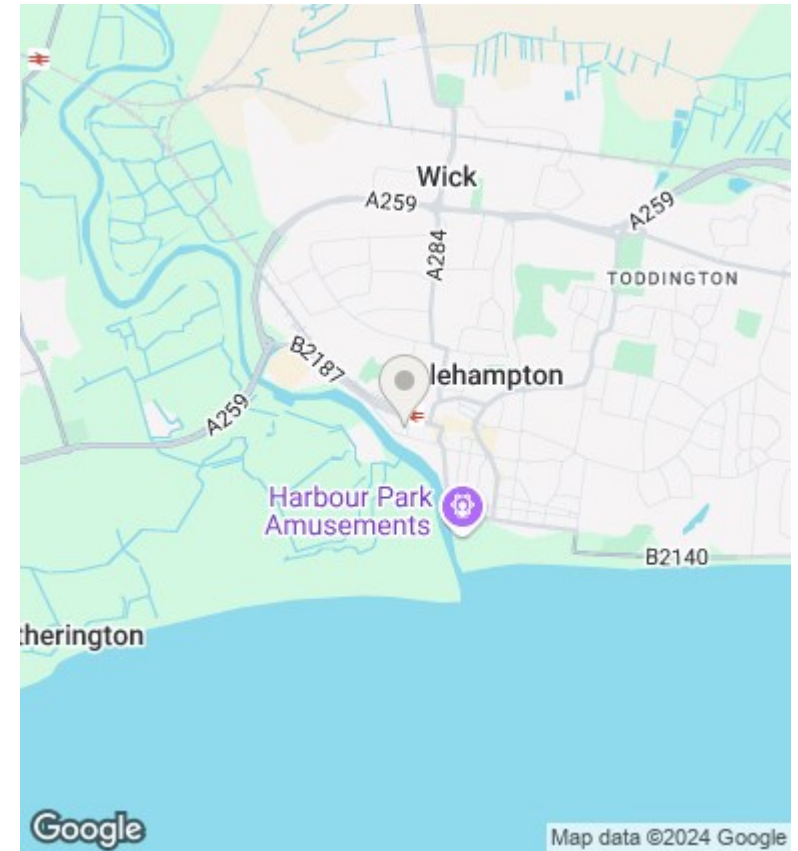 Wick
A259
A259
A284
TODDINGTON
B2187
lehampton
A259
Harbour Park
Amusements
B2140
therington
Google
Map data ©2024 Google